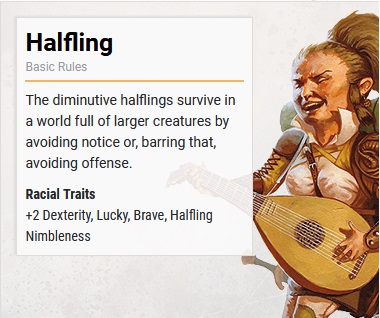 Halfling
Basic Rules
The diminutive halflings survive in
a world full of larger creatures by
avoiding notice or, barring that,
avoiding offense.
Racial Traits
+2 Dexterity, Lucky, Brave, Halfling
Nimbleness